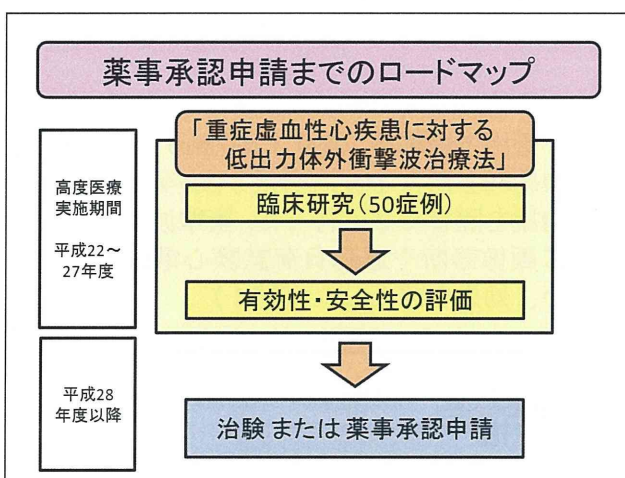 薬事承認申請までのロードマップ
「重症虚血性心疾患に対する
低出力体外衝撃波治療法」
高度医療
実施期間
平成22～
27年度
臨床研究（50症例）
有効性・安全性の評価
平成28
年度以降
治験 または 薬事承認申請